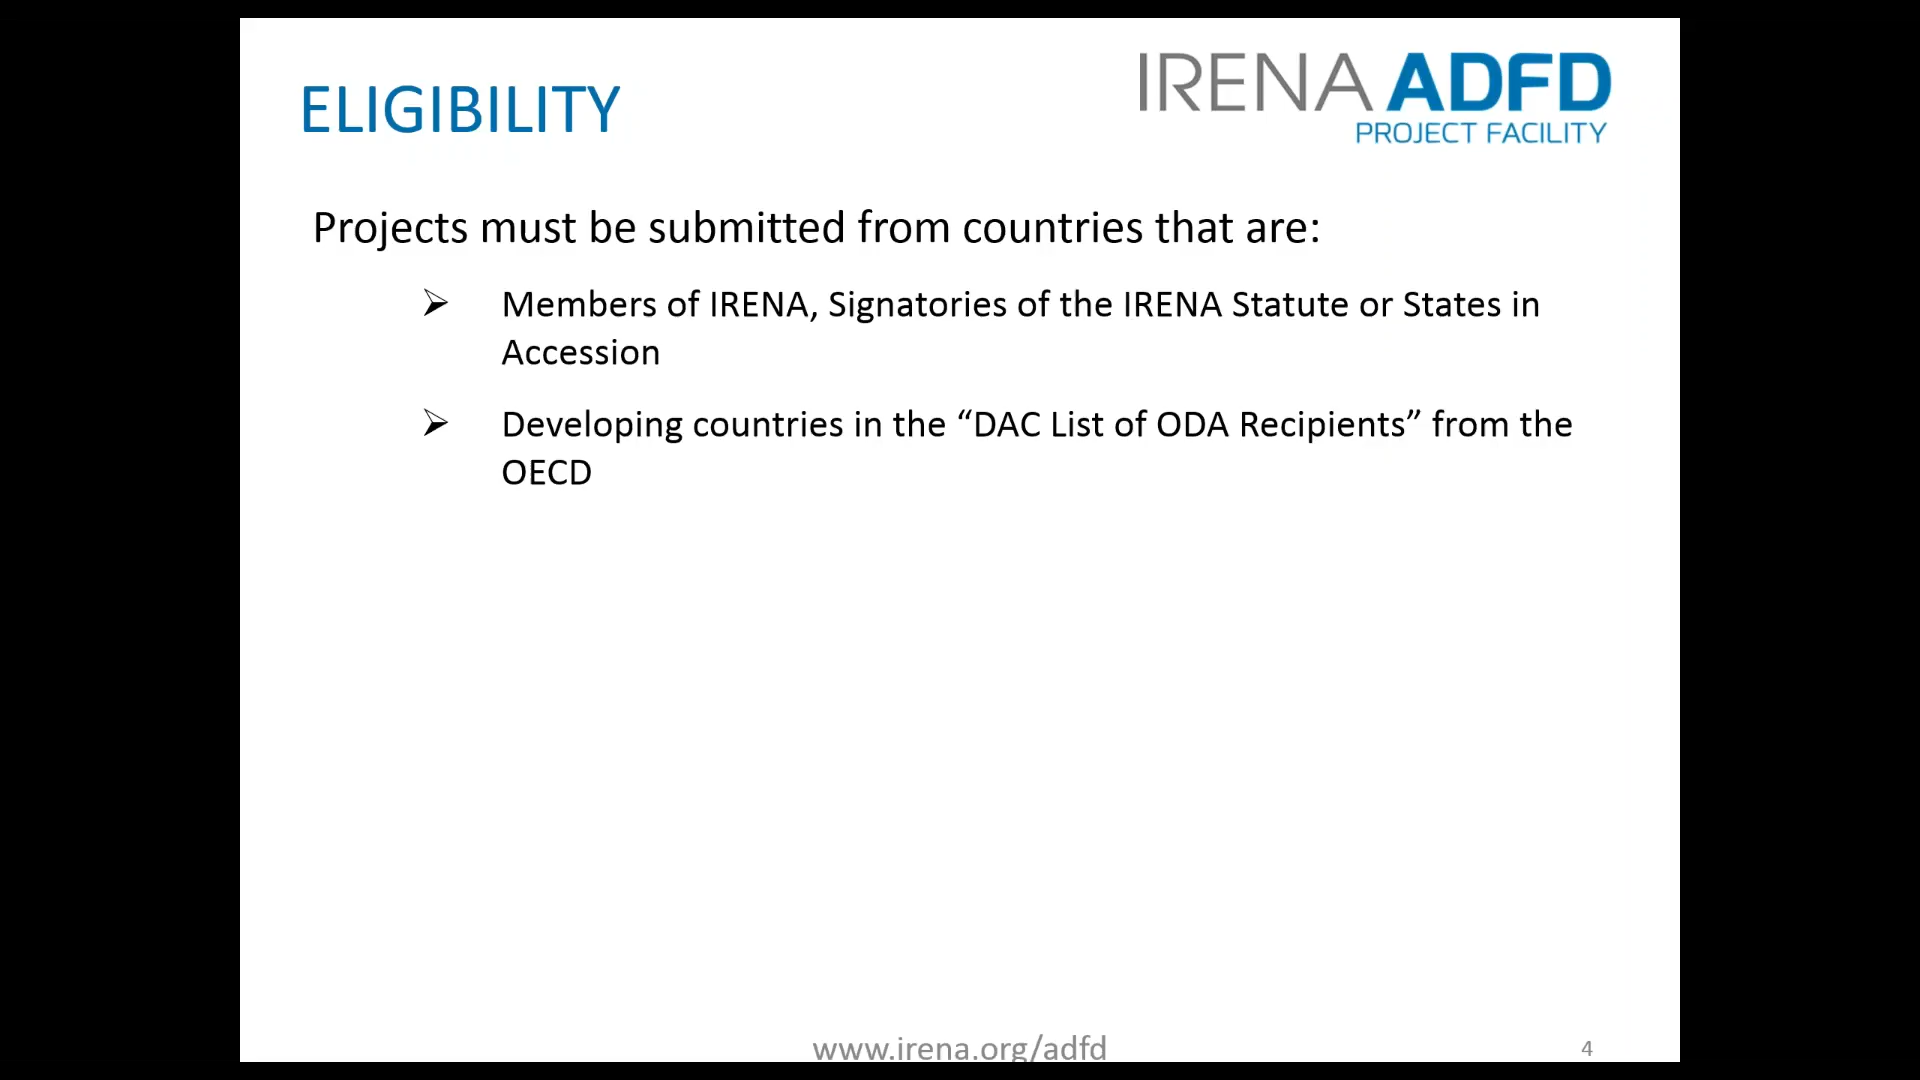 ELIGIBILITY
IRENA ADFD
PROJECT FACILITY
Projects must be submitted from countries that are:
➢ Members of IRENA, Signatories of the IRENA Statute or States in
Accession
➢ Developing countries in the “DAC List of ODA Recipients” from the
OECD
www.irena.org/adfd
4